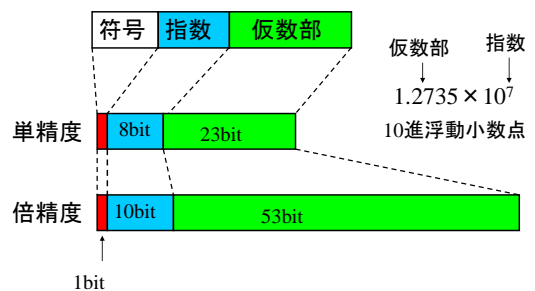 符号 指数 仮数部
仮数部 指数
1.2735×10⁷
10進浮動小数点
単精度 8bit 23bit
倍精度 10bit 53bit
1bit